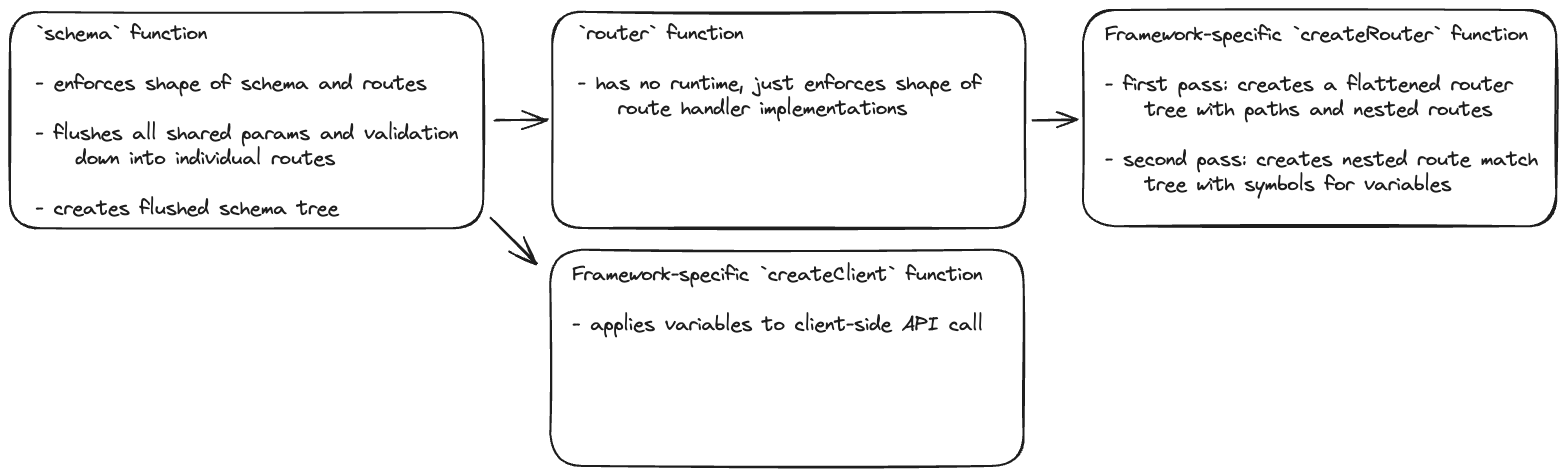 `schema` function
- enforces shape of schema and routes
- flushes all shared params and validation
down into individual routes
- creates flushed schema tree
`router` function
- has no runtime, just enforces shape of
route handler implementations
Framework-specific `createRouter` function
- first pass: creates a flattened router
tree with paths and nested routes
- second pass: creates nested route match
tree with symbols for variables
Framework-specific `createClient` function
- applies variables to client-side API call